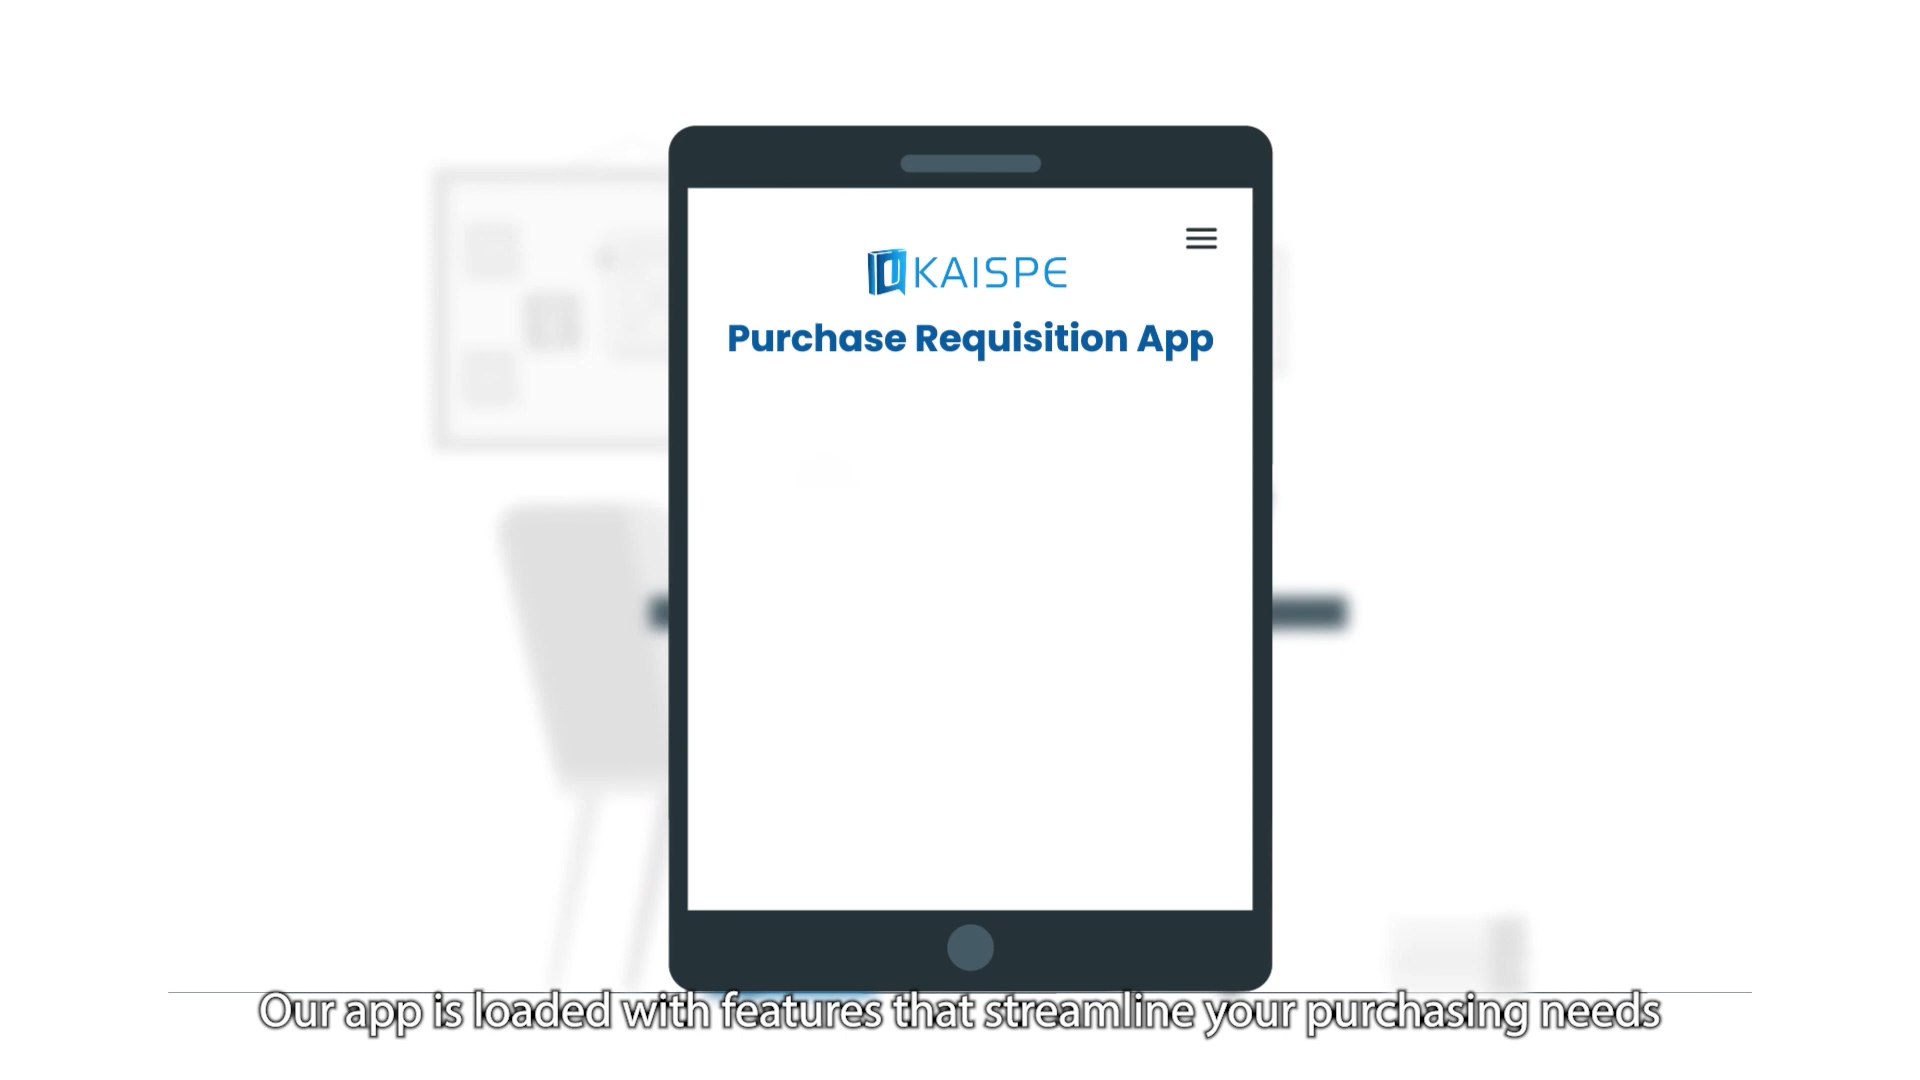 KAISPE
Purchase Requisition App
Our app is loaded with features that streamline your purchasing needs